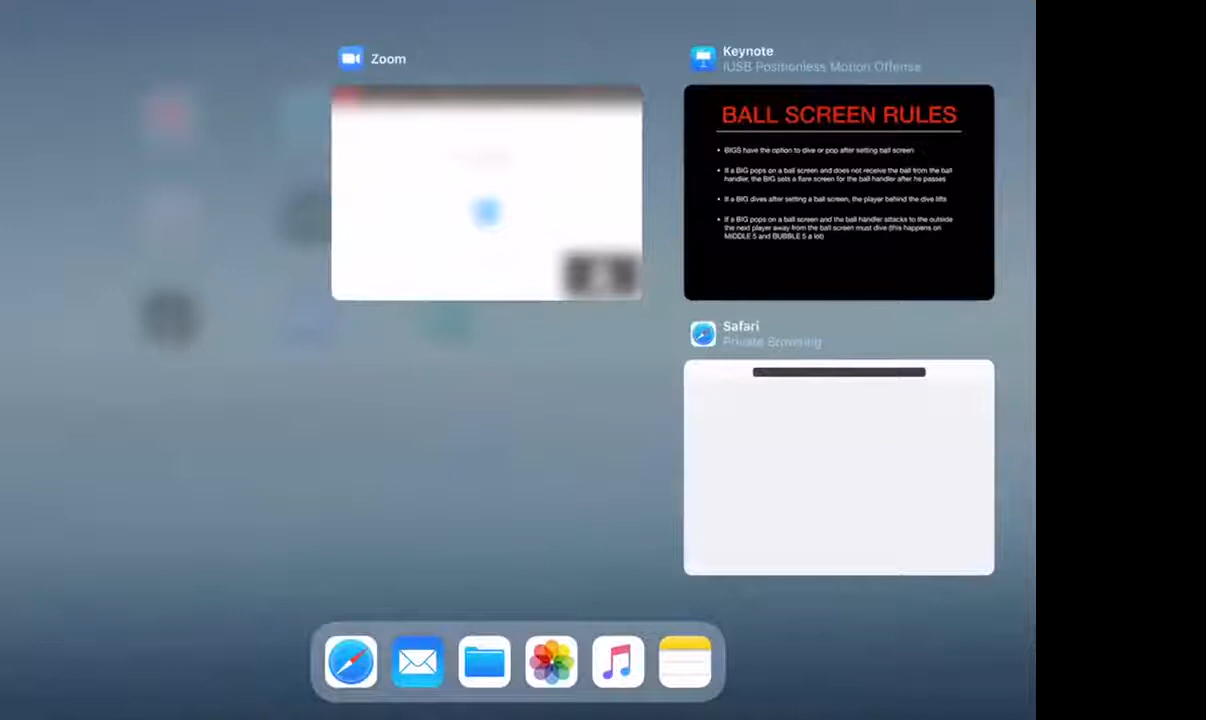 Zoom
Keynote
IUSB Positionless Motion Offense
BALL SCREEN RULES
• BIGS have the option to dive or pop after setting ball screen
• If a BIG pops on a ball screen and does not receive the ball from the ball
handler, the BIG sets a flare screen for the ball handler after he passes
• If a BIG dives after setting a ball screen, the player behind the dive lifts
• If a BIG pops on a ball screen and the ball handler attacks to the outside
the next player away from the ball screen must dive (this happens on
MIDDLE 5 and BUBBLE 5 a lot)
Safari
Private Browsing